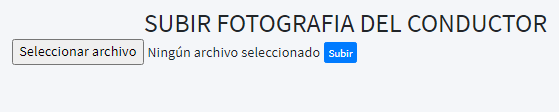 SUBIR FOTOGRAFIA DEL CONDUCTOR
Seleccionar archivo Ningún archivo seleccionado Subir